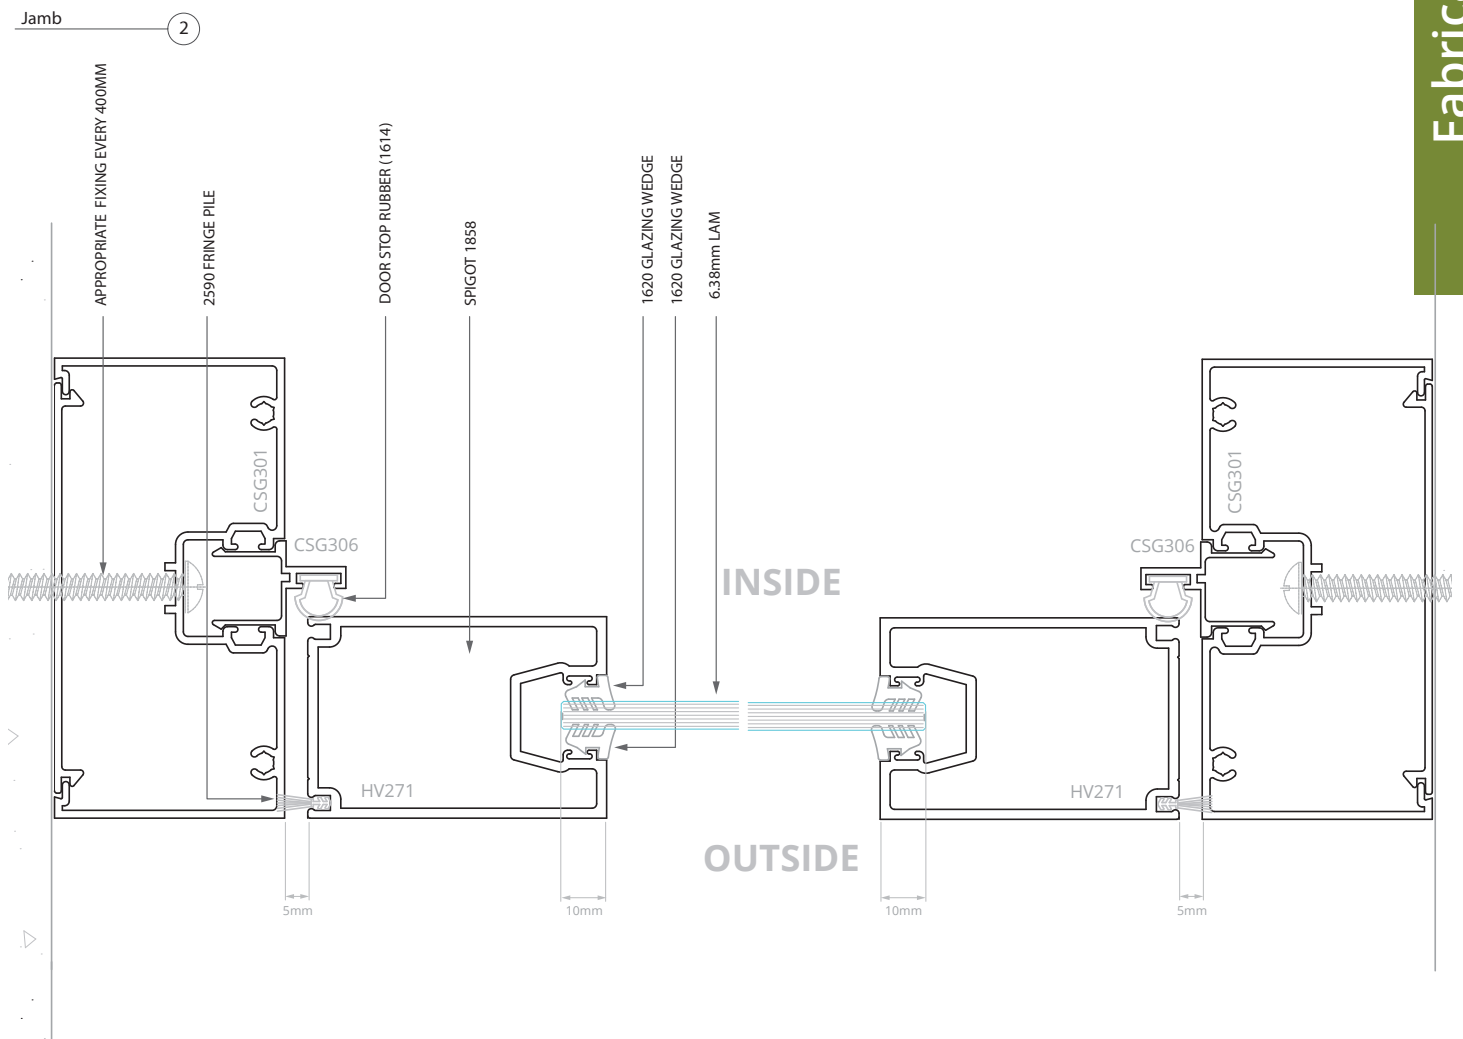 Jamb
2
Fabric
APPROPRIATE FIXING EVERY 400MM
2590 FRINGE PILE
DOOR STOP RUBBER (1614)
SPIGOT 1858
1620 GLAZING WEDGE
1620 GLAZING WEDGE
6.38mm LAM
CSG301
CSG306
INSIDE
CSG306
CSG301
HV271
HV271
OUTSIDE
5mm
10mm
10mm
5mm